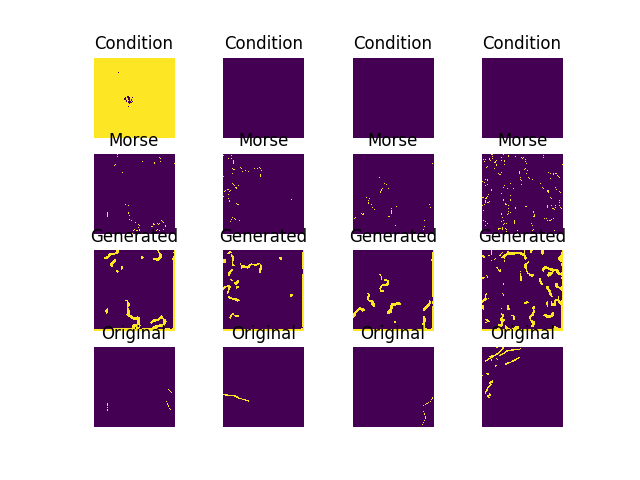 Condition Condition Condition Condition
Morse Morse Morse Morse
Generated Generated Generated Generated
Original Original Original Original